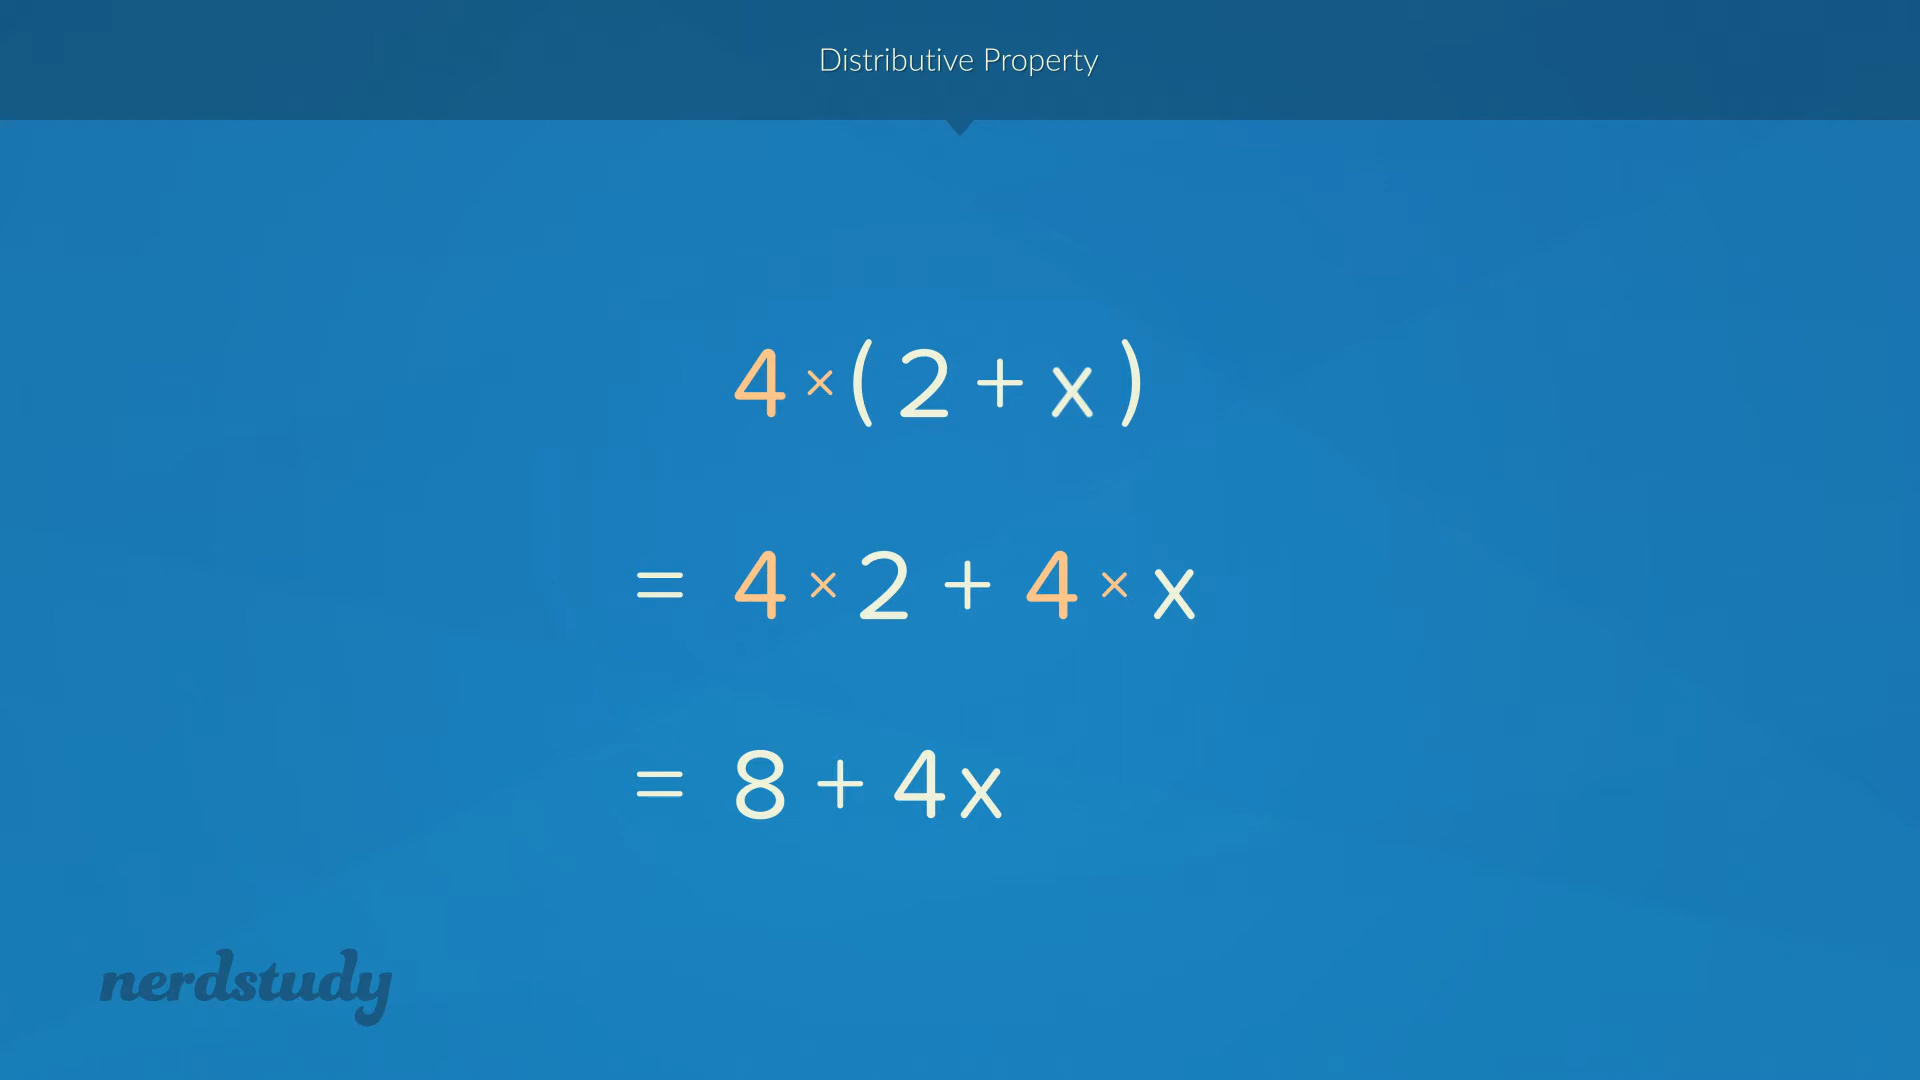 Distributive Property
4 × ( 2 + x )
= 4 × 2 + 4 × x
= 8 + 4x
nerdstudy